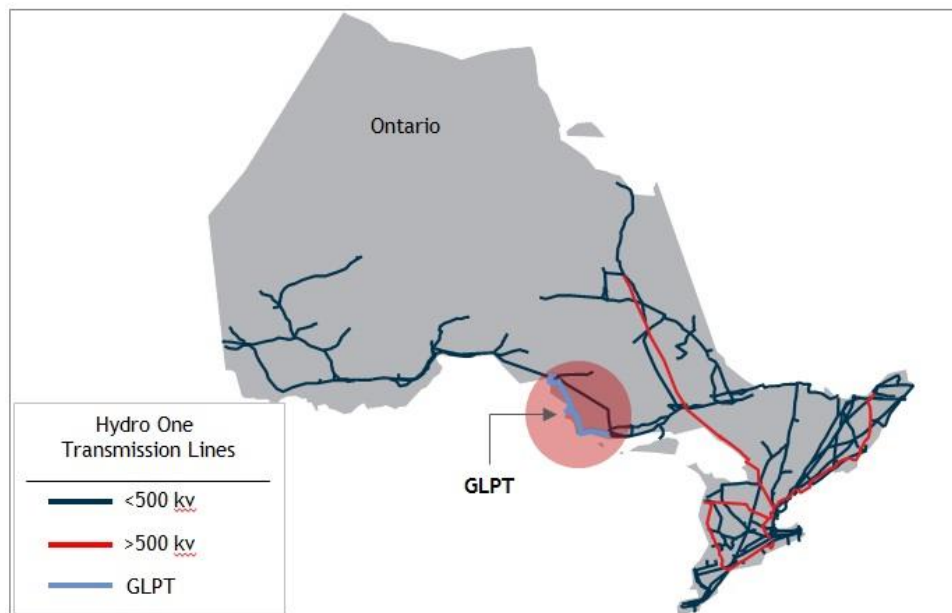 Ontario
GLPT
Hydro One
Transmission Lines
<500 kv
>500 kv
GLPT